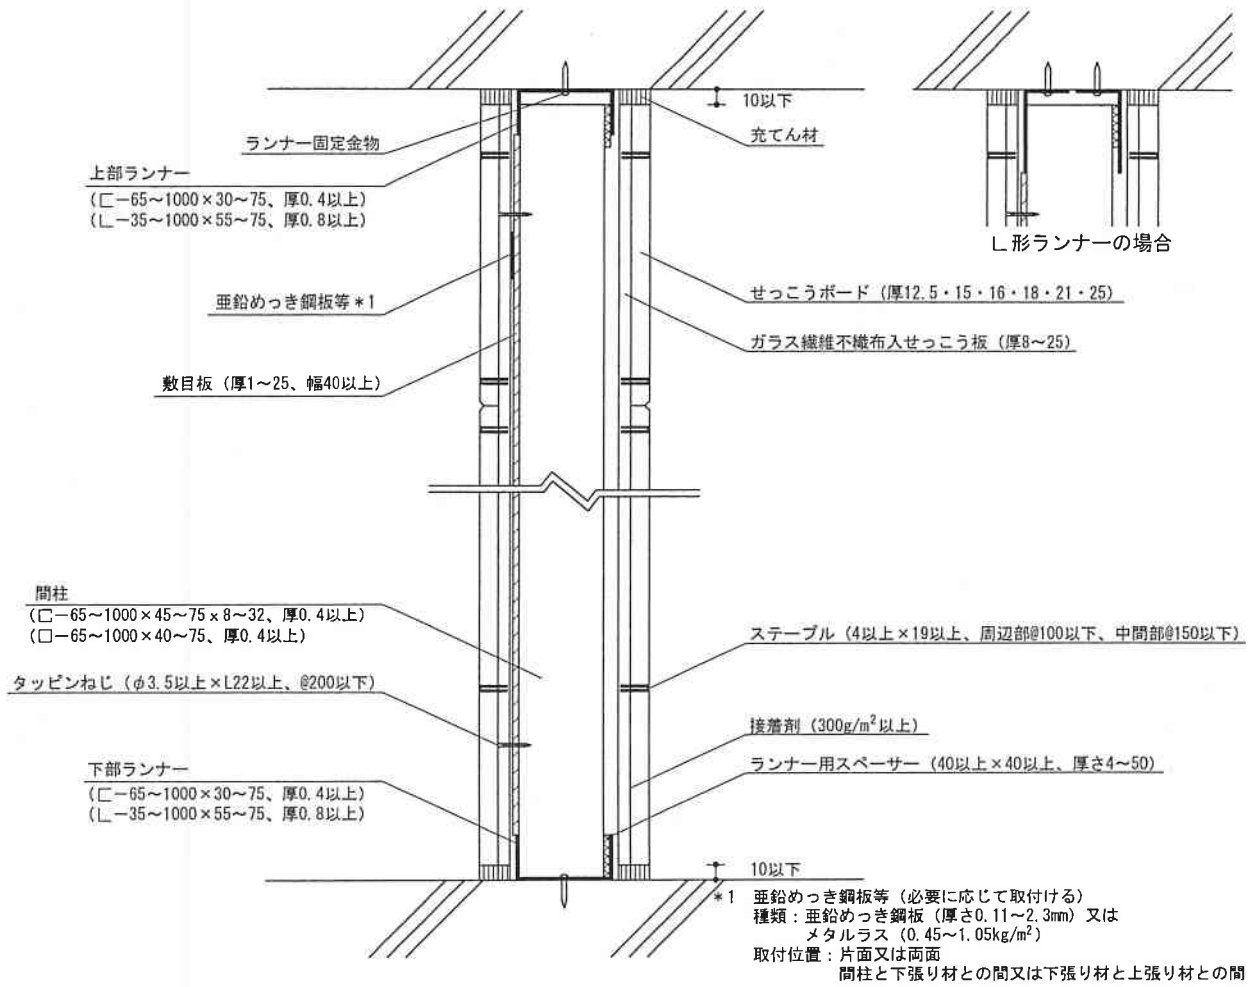 10以下
ランナー固定金物
充てん材
上部ランナー
(⊏－65～1000×30～75、厚0.4以上)
(∟－35～1000×55～75、厚0.8以上)
∟形ランナーの場合
亜鉛めっき鋼板等＊1
せっこうボード (厚12.5・15・16・18・21・25)
ガラス繊維不織布入せっこう板 (厚8～25)
敷目板 (厚1～25、幅40以上)
間柱
(⊏－65～1000×45～75×8～32、厚0.4以上)
(□－65～1000×40～75、厚0.4以上)
ステープル (4以上×19以上、周辺部@100以下、中間部@150以下)
タッピンねじ (φ3.5以上×L22以上、@200以下)
接着剤 (300g/m²以上)
下部ランナー
(⊏－65～1000×30～75、厚0.4以上)
(∟－35～1000×55～75、厚0.8以上)
ランナー用スペーサー (40以上×40以上、厚さ4～50)
10以下
＊1 亜鉛めっき鋼板等 (必要に応じて取付ける)
種類：亜鉛めっき鋼板 (厚さ0.11～2.3mm) 又は
メタルラス (0.45～1.05kg/m²)
取付位置：片面又は両面
間柱と下張り材との間又は下張り材と上張り材との間